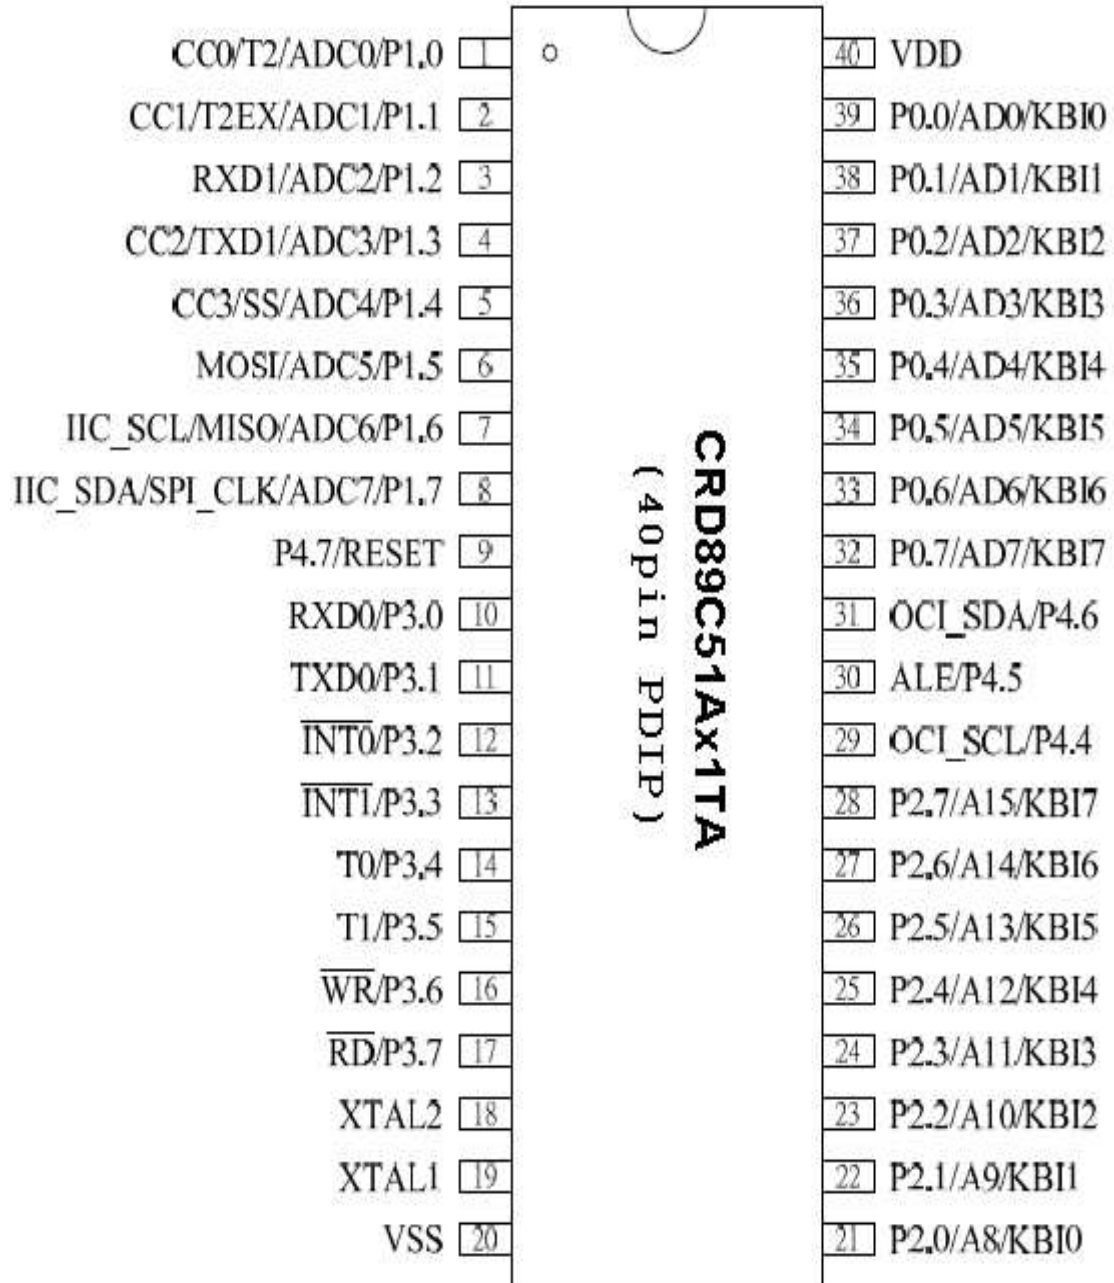 CC0/T2/ADC0/P1.0 1
CC1/T2EX/ADC1/P1.1 2
RXD1/ADC2/P1.2 3
CC2/TXD1/ADC3/P1.3 4
CC3/SS/ADC4/P1.4 5
MOSI/ADC5/P1.5 6
IIC_SCL/MISO/ADC6/P1.6 7
IIC_SDA/SPI_CLK/ADC7/P1.7 8
P4.7/RESET 9
RXD0/P3.0 10
TXD0/P3.1 11
INT0/P3.2 12
INT1/P3.3 13
T0/P3.4 14
T1/P3.5 15
WR/P3.6 16
RD/P3.7 17
XTAL2 18
XTAL1 19
VSS 20
CRD89C51Ax1TA
(40pin PDIP)
40 VDD
39 P0.0/AD0/KBI0
38 P0.1/AD1/KBI1
37 P0.2/AD2/KBI2
36 P0.3/AD3/KBI3
35 P0.4/AD4/KBI4
34 P0.5/AD5/KBI5
33 P0.6/AD6/KBI6
32 P0.7/AD7/KBI7
31 OCI_SDA/P4.6
30 ALE/P4.5
29 OCI_SCL/P4.4
28 P2.7/A15/KBI7
27 P2.6/A14/KBI6
26 P2.5/A13/KBI5
25 P2.4/A12/KBI4
24 P2.3/A11/KBI3
23 P2.2/A10/KBI2
22 P2.1/A9/KBI1
21 P2.0/A8/KBI0